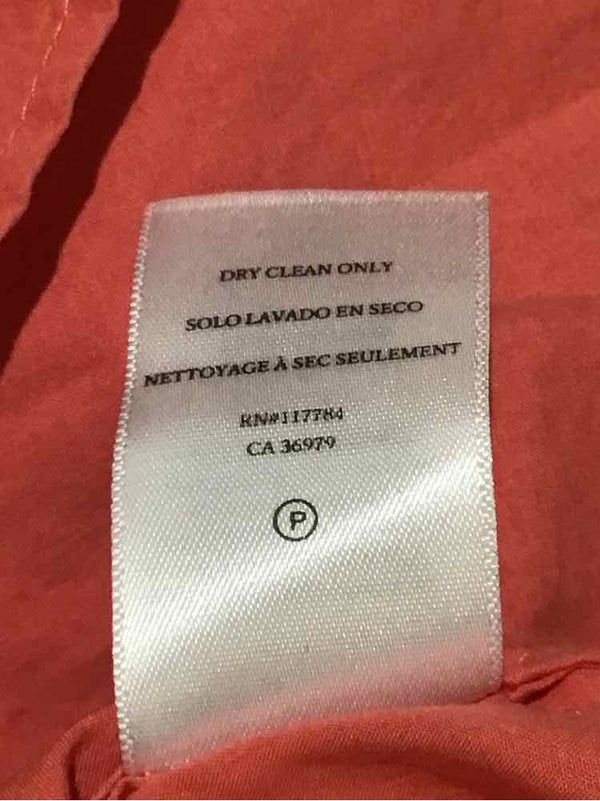 DRY CLEAN ONLY
SOLO LAVADO EN SECO
NETTOYAGE À SEC SEULEMENT
RN#117784
CA 36979
P